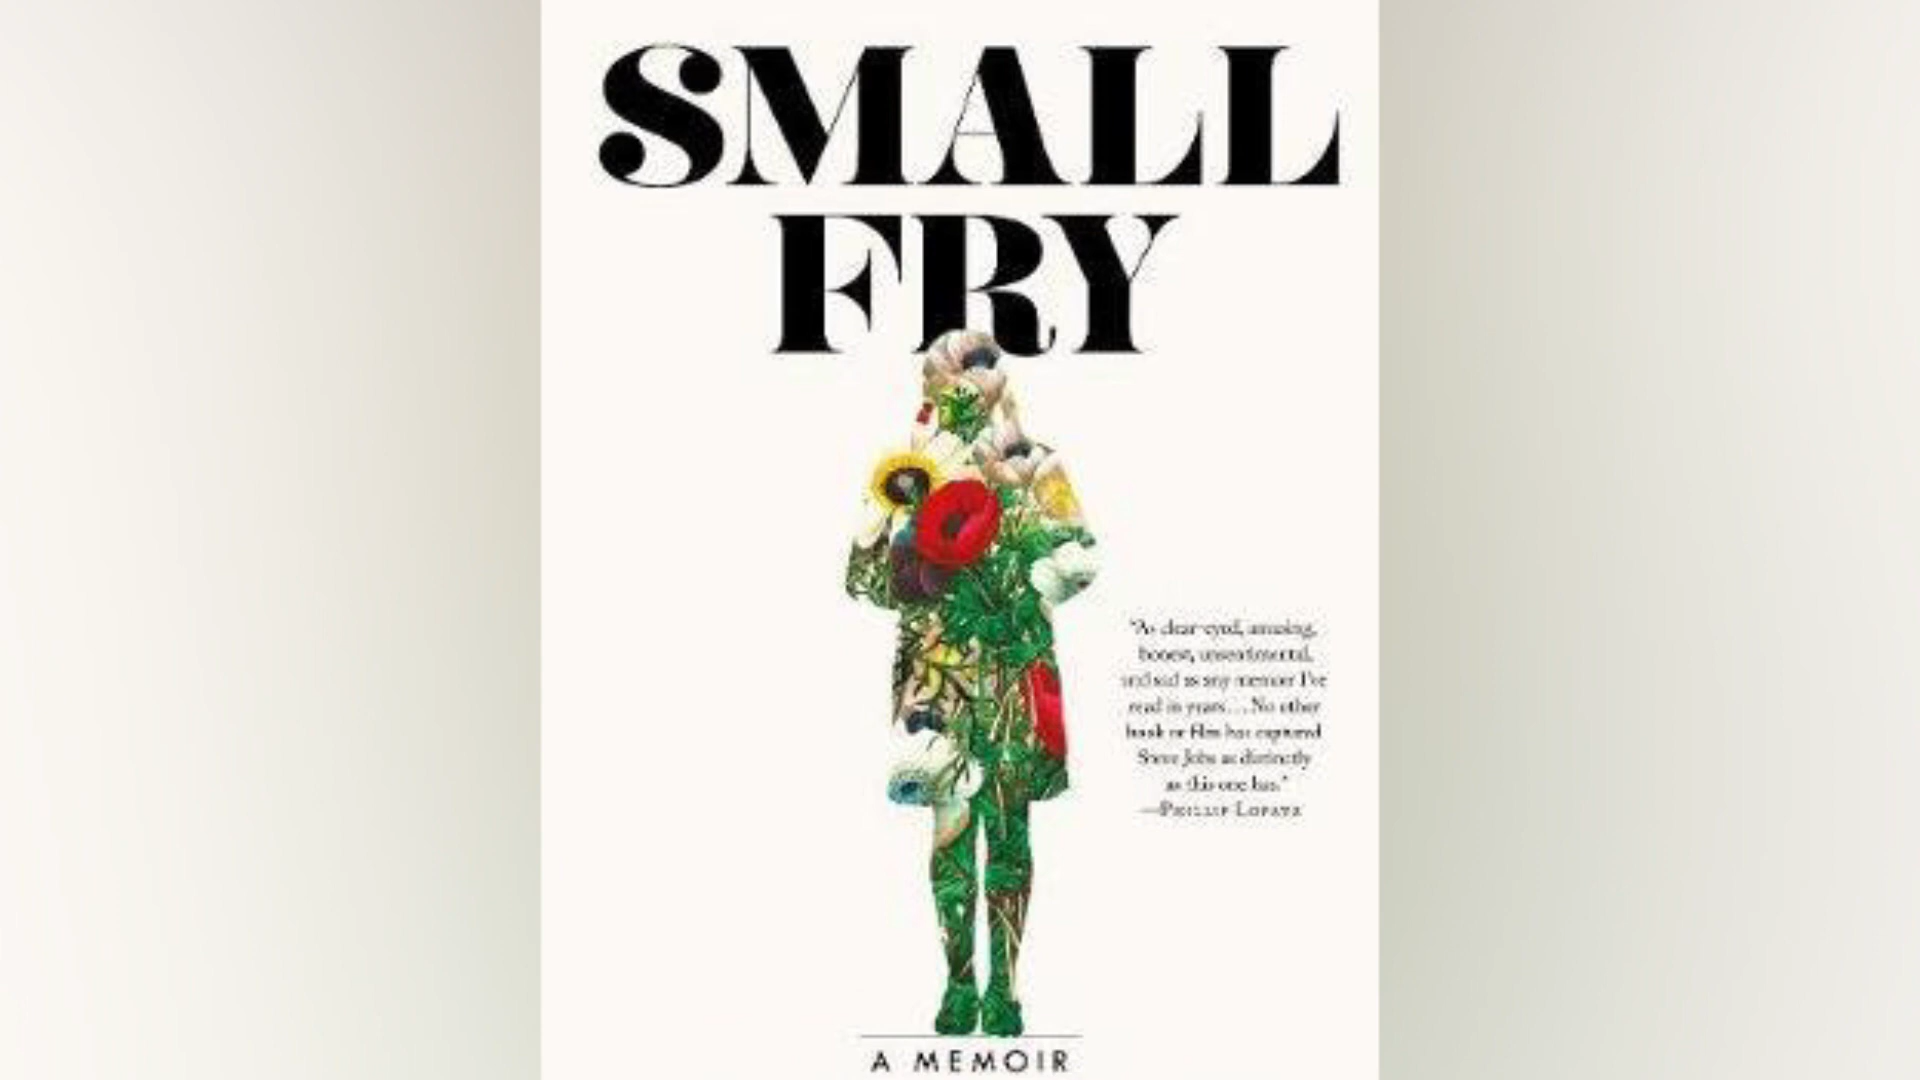 SMALL
FRY
"As clear-eyed, amusing,
honest, unsentimental,
and sad as any memoir I've
read in years....No other
book or film has captured
Steve Jobs as distinctly
as this one has."
—PHILLIP LOPATE
A MEMOIR